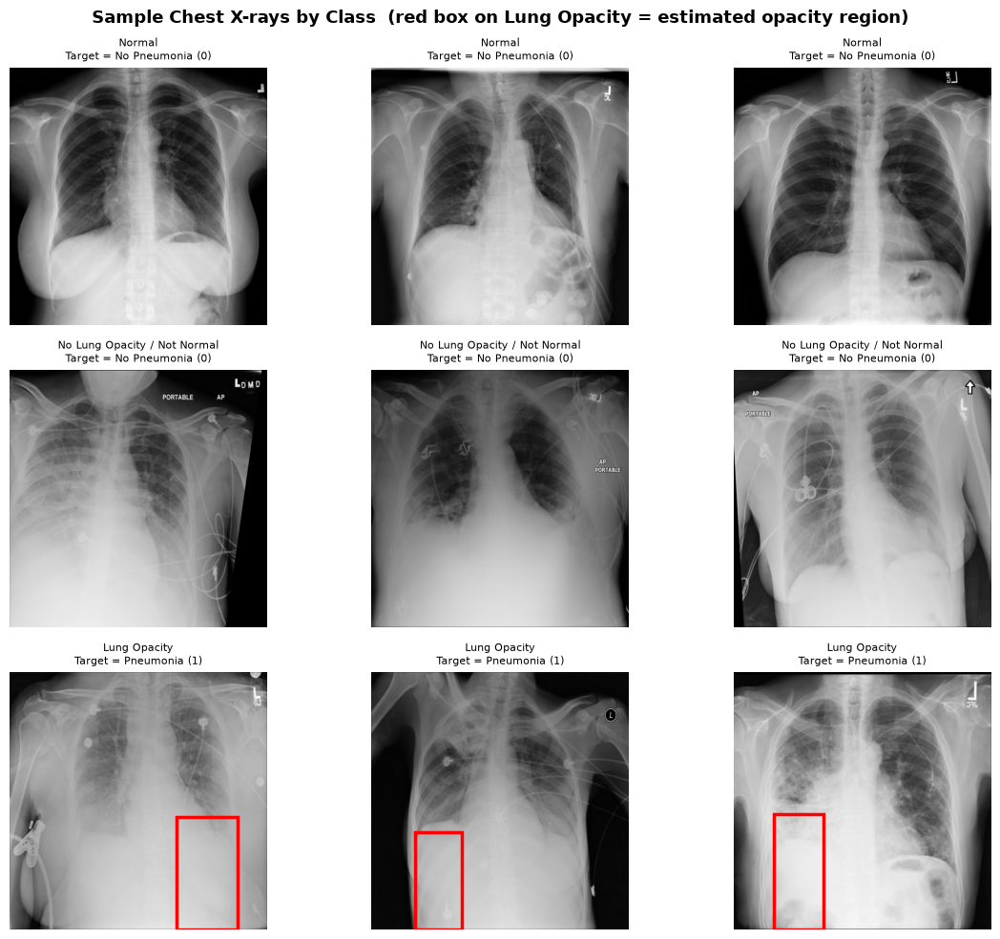 Sample Chest X-rays by Class  (red box on Lung Opacity = estimated opacity region)
Normal
Target = No Pneumonia (0)
Normal
Target = No Pneumonia (0)
Normal
Target = No Pneumonia (0)
L
L
L
No Lung Opacity / Not Normal
Target = No Pneumonia (0)
No Lung Opacity / Not Normal
Target = No Pneumonia (0)
No Lung Opacity / Not Normal
Target = No Pneumonia (0)
L D M D
PORTABLE AP
AP
PORTABLE
AP
PORTABLE
L
Lung Opacity
Target = Pneumonia (1)
Lung Opacity
Target = Pneumonia (1)
Lung Opacity
Target = Pneumonia (1)
L
L
L